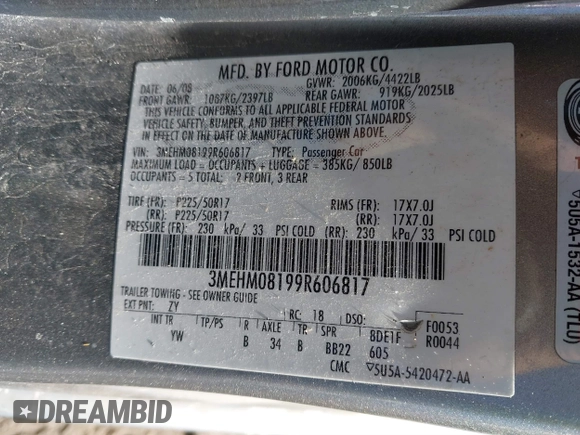 MFD. BY FORD MOTOR CO.
DATE: 06/08 GVWR: 2006KG/4422LB
FRONT GAWR: 1087KG/2397LB REAR GAWR: 919KG/2025LB
THIS VEHICLE CONFORMS TO ALL APPLICABLE FEDERAL MOTOR
VEHICLE SAFETY, BUMPER, AND THEFT PREVENTION STANDARDS
IN EFFECT ON THE DATE OF MANUFACTURE SHOWN ABOVE.
VIN: 3MEHM08199R606817 TYPE: Passenger Car
MAXIMUM LOAD = OCCUPANTS + LUGGAGE = 385KG/ 850LB
OCCUPANTS = 5 TOTAL: 2 FRONT, 3 REAR
TIRE (FR): P225/50R17 RIMS (FR): 17X7.0J
(RR): P225/50R17 (RR): 17X7.0J
PRESSURE (FR): 230 kPa/ 33 PSI COLD (RR): 230 kPa/ 33 PSI COLD
3MEHM08199R606817
TRAILER TOWING - SEE OWNER GUIDE
EXT PNT: ZY RC: 18 DSO: F0053
INT TR TP/PS R AXLE TR SPR BDE1F R0044
YW B 34 B BB22 605
CMC 5U5A-5420472-AA
DREAMBID